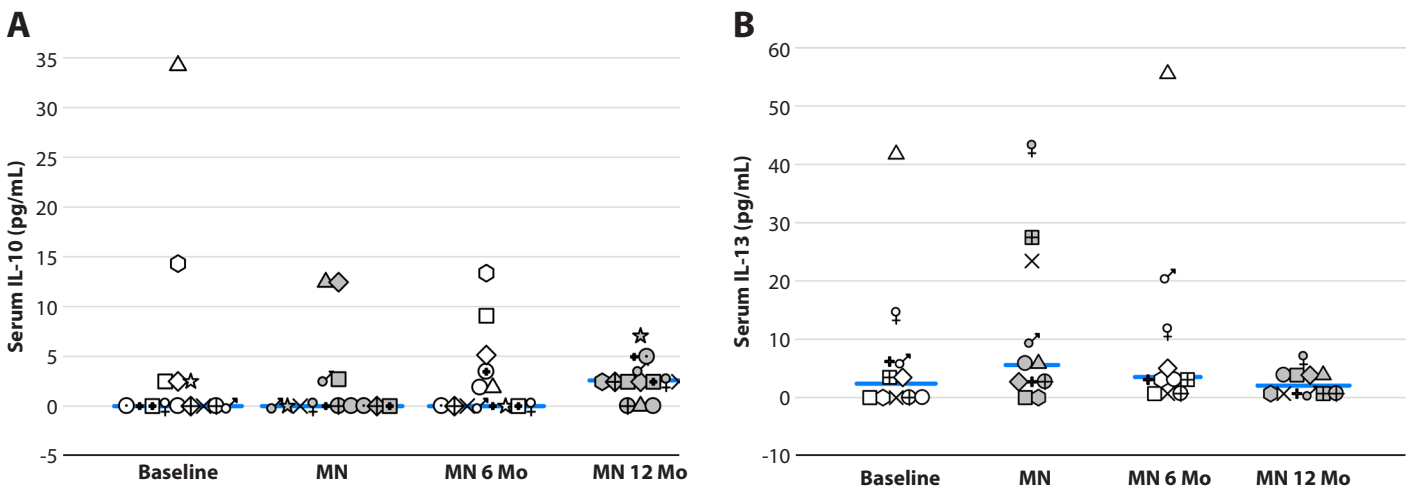 A
Serum IL-10 (pg/mL)
35
30
25
20
15
10
5
0
-5
Baseline
MN
MN 6 Mo
MN 12 Mo
B
Serum IL-13 (pg/mL)
60
50
40
30
20
10
0
-10
Baseline
MN
MN 6 Mo
MN 12 Mo